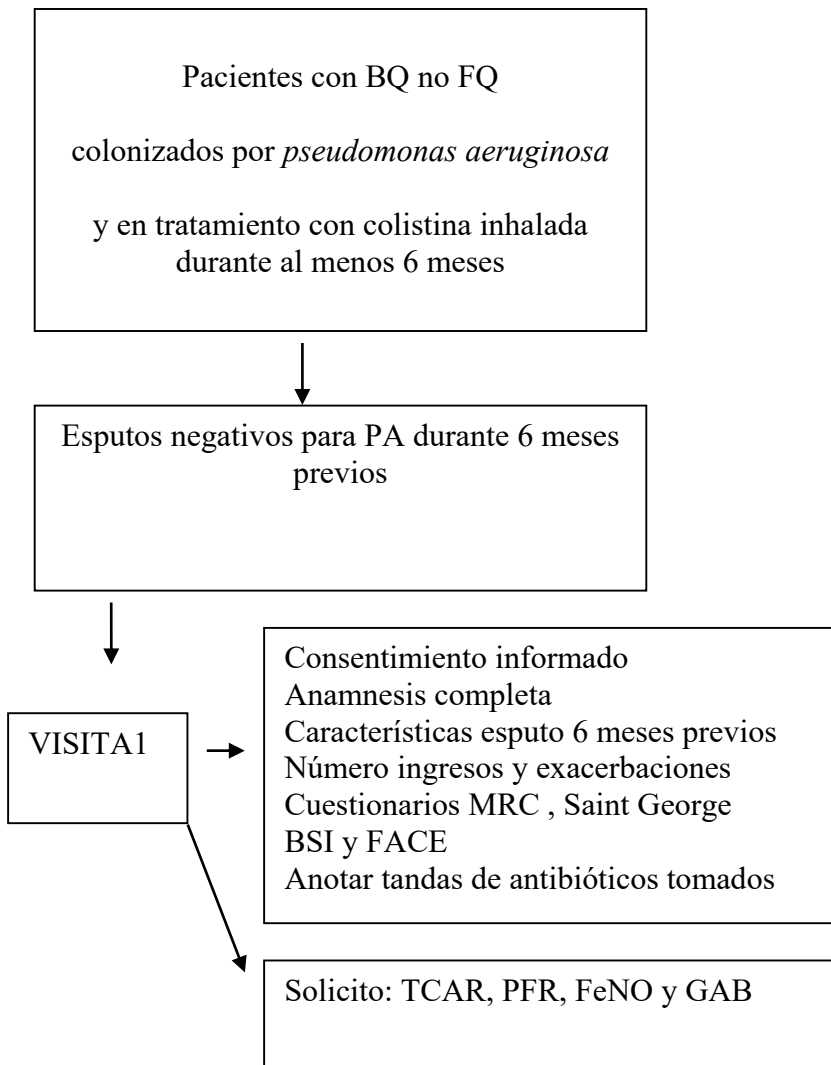 Pacientes con BQ no FQ
colonizados por pseudomonas aeruginosa
y en tratamiento con colistina inhalada
durante al menos 6 meses
Esputos negativos para PA durante 6 meses
previos
VISITA1
Consentimiento informado
Anamnesis completa
Características esputo 6 meses previos
Número ingresos y exacerbaciones
Cuestionarios MRC , Saint George
BSI y FACE
Anotar tandas de antibióticos tomados
Solicito: TCAR, PFR, FeNO y GAB